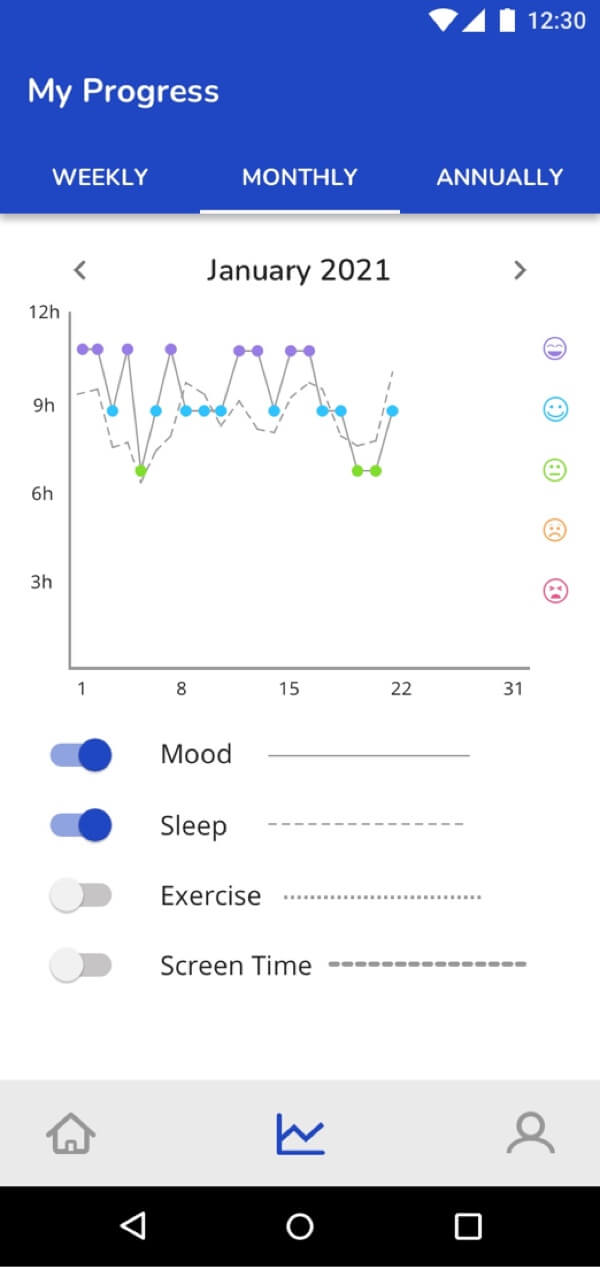 12:30
My Progress
WEEKLY MONTHLY ANNUALLY
January 2021
12h
9h
6h
3h
1 8 15 22 31
Mood
Sleep
Exercise
Screen Time